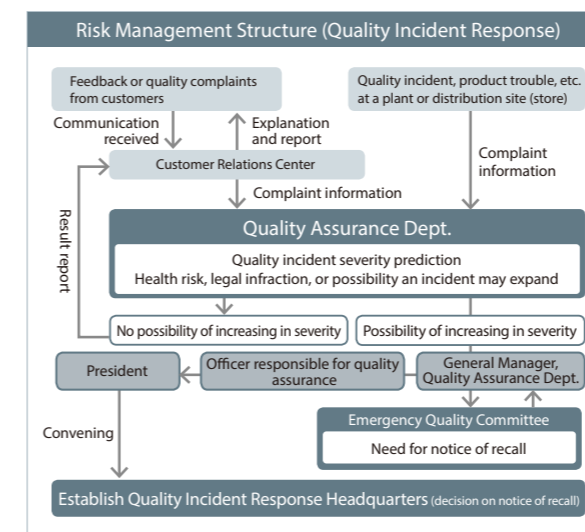 Risk Management Structure (Quality Incident Response)
Feedback or quality complaints
from customers
Quality incident, product trouble, etc.
at a plant or distribution site (store)
Communication
received
Explanation
and report
Complaint
information
Customer Relations Center
Complaint information
Result report
Quality Assurance Dept.
Quality incident severity prediction
Health risk, legal infraction, or possibility an incident may expand
No possibility of increasing in severity
Possibility of increasing in severity
President
Officer responsible for quality
assurance
General Manager,
Quality Assurance Dept.
Emergency Quality Committee
Need for notice of recall
Convening
Establish Quality Incident Response Headquarters (decision on notice of recall)